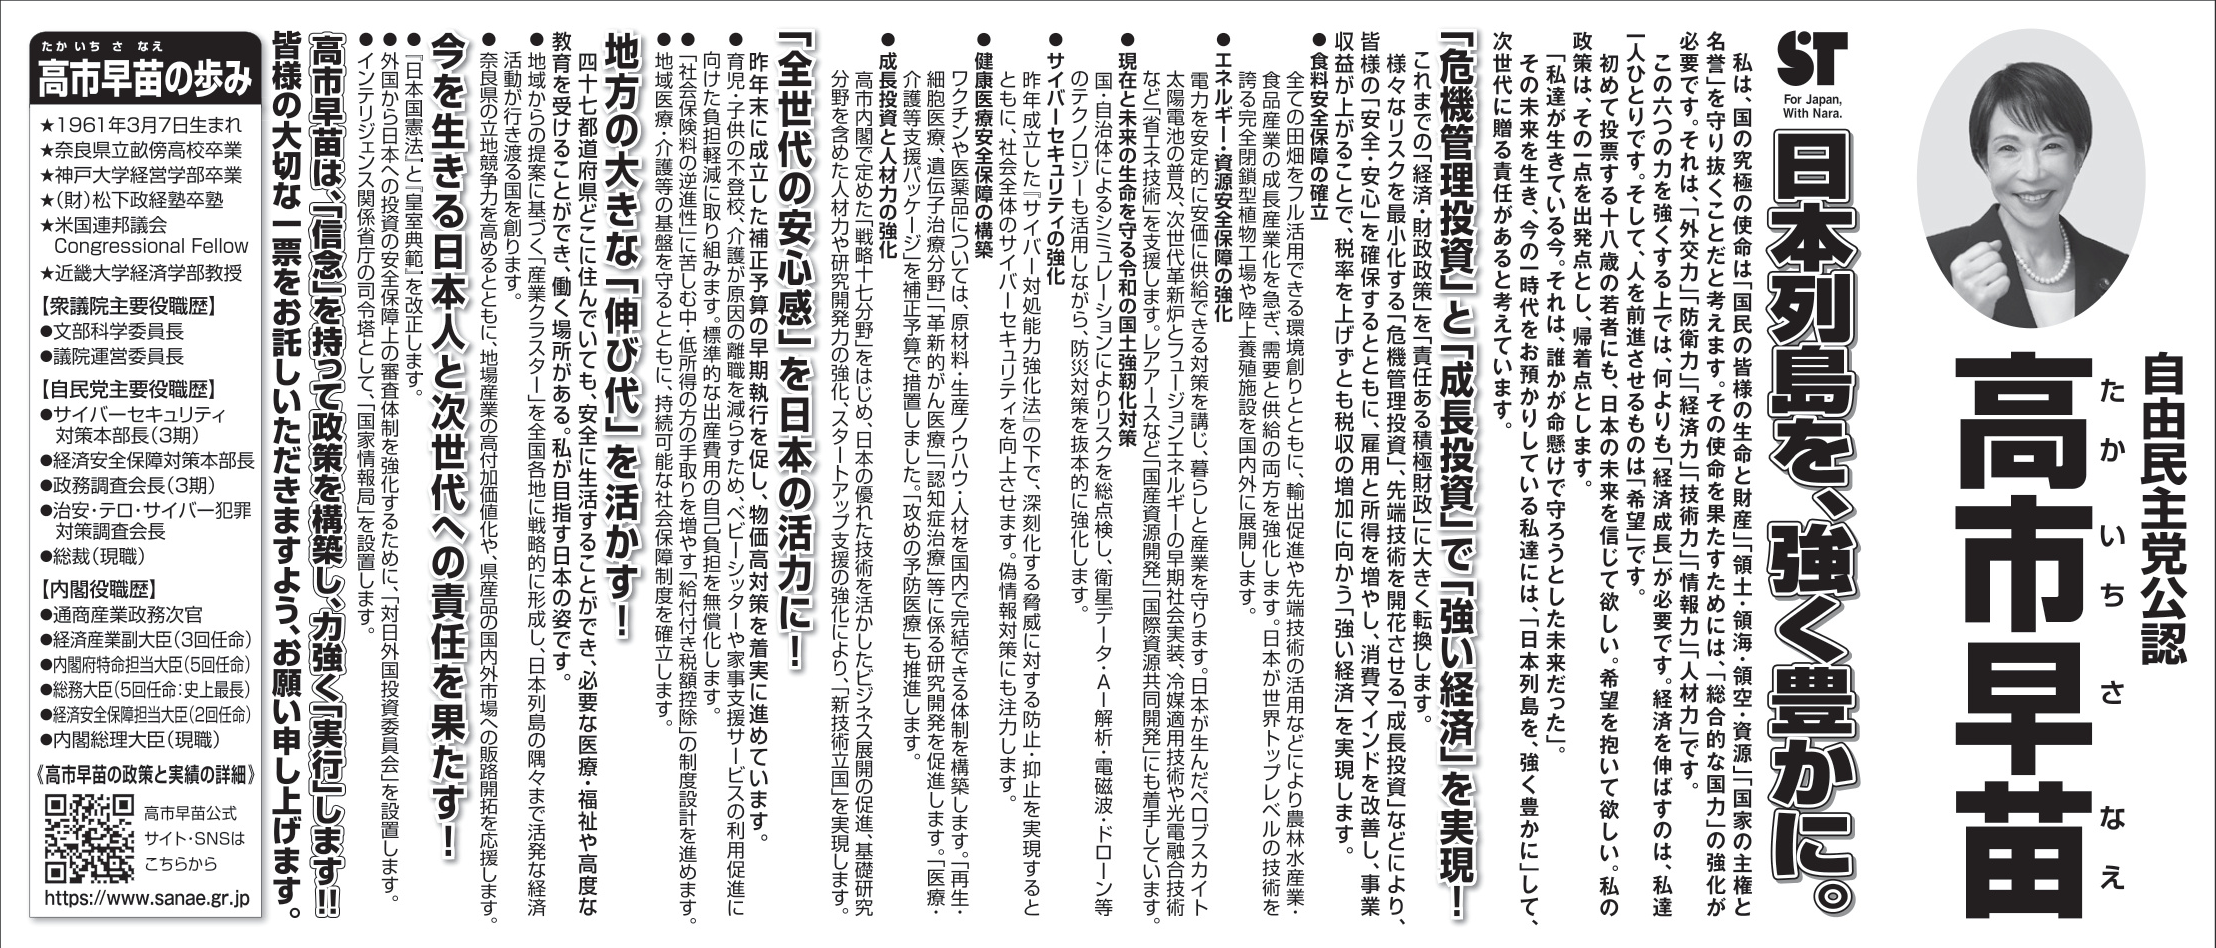 自由民主党公認
高市早苗
たかいちさなえ
ST
For Japan,
With Nara.
日本列島を、強く豊かに。
私は、国の究極の使命は「国民の皆様の生命と財産」「領土・領海・領空・資源」「国家の主権と
名誉」を守り抜くことだと考えます。その使命を果たすためには、「総合的な国力」の強化が
必要です。それは、「外交力」「防衛力」「経済力」「技術力」「情報力」「人材力」です。
この六つの力を強くする上では、何よりも「経済成長」が必要です。経済を伸ばすのは、私達
一人ひとりです。そして、人を前進させるものは「希望」です。
初めて投票する十八歳の若者にも、日本の未来を信じて欲しい。希望を抱いて欲しい。私の
政策は、その一点を出発点とし、帰着点とします。
「私達が生きている今。それは、誰かが命懸けで守ろうとした未来だった」。
その未来を生き、今の一時代をお預かりしている私達には、「日本列島を、強く豊かに」して、
次世代に贈る責任があると考えています。
「危機管理投資」と「成長投資」で「強い経済」を実現！
これまでの「経済・財政政策」を「責任ある積極財政」に大きく転換します。
様々なリスクを最小化する「危機管理投資」、先端技術を開花させる「成長投資」などにより、
皆様の「安全・安心」を確保するとともに、雇用と所得を増やし、消費マインドを改善し、事業
収益が上がることで、税率を上げずとも税収の増加に向かう「強い経済」を実現します。
●食料安全保障の確立
全ての田畑をフル活用できる環境創りとともに、輸出促進や先端技術の活用などにより農林水産業・
食品産業の成長産業化を急ぎ、需要と供給の両方を強化します。日本が世界トップレベルの技術を
誇る完全閉鎖型植物工場や陸上養殖施設を国内外に展開します。
●エネルギー・資源安全保障の強化
電力を安定的に安価に供給できる対策を講じ、暮らしと産業を守ります。日本が生んだペロブスカイト
太陽電池の普及、次世代革新炉とフュージョンエネルギーの早期社会実装、冷媒適用技術や光電融合技術
など「省エネ技術」を支援します。レアアースなど「国産資源開発」「国際資源共同開発」にも着手しています。
●現在と未来の生命を守る令和の国土強靱化対策
国・自治体によるシミュレーションによりリスクを総点検し、衛星データ・AI解析・電磁波・ドローン等
のテクノロジーも活用しながら、防災対策を抜本的に強化します。
●サイバーセキュリティの強化
昨年成立した『サイバー対処能力強化法』の下で、深刻化する脅威に対する防止・抑止を実現すると
ともに、社会全体のサイバーセキュリティを向上させます。偽情報対策にも注力します。
●健康医療安全保障の構築
ワクチンや医薬品については、原材料・生産ノウハウ・人材を国内で完結できる体制を構築します。「再生・
細胞医療、遺伝子治療分野」「革新的がん医療」「認知症治療」等に係る研究開発を促進します。「医療・
介護等支援パッケージ」を補正予算で措置しました。「攻めの予防医療」も推進します。
●成長投資と人材力の強化
高市内閣で定めた「戦略十七分野」をはじめ、日本の優れた技術を活かしたビジネス展開の促進、基礎研究
分野を含めた人材力や研究開発力の強化、スタートアップ支援の強化により、「新技術立国」を実現します。
「全世代の安心感」を日本の活力に！
昨年末に成立した補正予算の早期執行を促し、物価高対策を着実に進めています。
●育児・子供の不登校、介護が原因の離職を減らすため、ベビーシッターや家事支援サービスの利用促進に
向けた負担軽減に取り組みます。標準的な出産費用の自己負担を無償化します。
●「社会保険料の逆進性」に苦しむ中・低所得の方の手取りを増やす「給付付き税額控除」の制度設計を進めます。
●地域医療・介護等の基盤を守るとともに、持続可能な社会保障制度を確立します。
地方の大きな「伸び代」を活かす！
四十七都道府県どこに住んでいても、安全に生活することができ、必要な医療・福祉や高度な
教育を受けることができ、働く場所がある。私が目指す日本の姿です。
●地域からの提案に基づく「産業クラスター」を全国各地に戦略的に形成し、日本列島の隅々まで活発な経済
活動が行き渡る国を創ります。
●奈良県の立地競争力を高めるとともに、地場産業の高付加価値化や、県産品の国内外市場への販路開拓を応援します。
今を生きる日本人と次世代への責任を果たす！
●『日本国憲法』と『皇室典範』を改正します。
●外国から日本への投資の安全保障上の審査体制を強化するために、「対日外国投資委員会」を設置します。
●インテリジェンス関係省庁の司令塔として、「国家情報局」を設置します。
高市早苗は、「信念」を持って政策を構築し、力強く「実行」します!!
皆様の大切な一票をお託しいただきますよう、お願い申し上げます。
たかいちさなえ
高市早苗の歩み
★1961年3月7日生まれ
★奈良県立畝傍高校卒業
★神戸大学経営学部卒業
★(財)松下政経塾卒塾
★米国連邦議会
Congressional Fellow
★近畿大学経済学部教授
【衆議院主要役職歴】
●文部科学委員長
●議院運営委員長
【自民党主要役職歴】
●サイバーセキュリティ
対策本部長(3期)
●経済安全保障対策本部長
●政務調査会長(3期)
●治安・テロ・サイバー犯罪
対策調査会長
●総裁(現職)
【内閣役職歴】
●通商産業政務次官
●経済産業副大臣(3回任命)
●内閣府特命担当大臣(5回任命)
●総務大臣(5回任命:史上最長)
●経済安全保障担当大臣(2回任命)
●内閣総理大臣(現職)
《高市早苗の政策と実績の詳細》
高市早苗公式
サイト・SNSは
こちらから
https://www.sanae.gr.jp